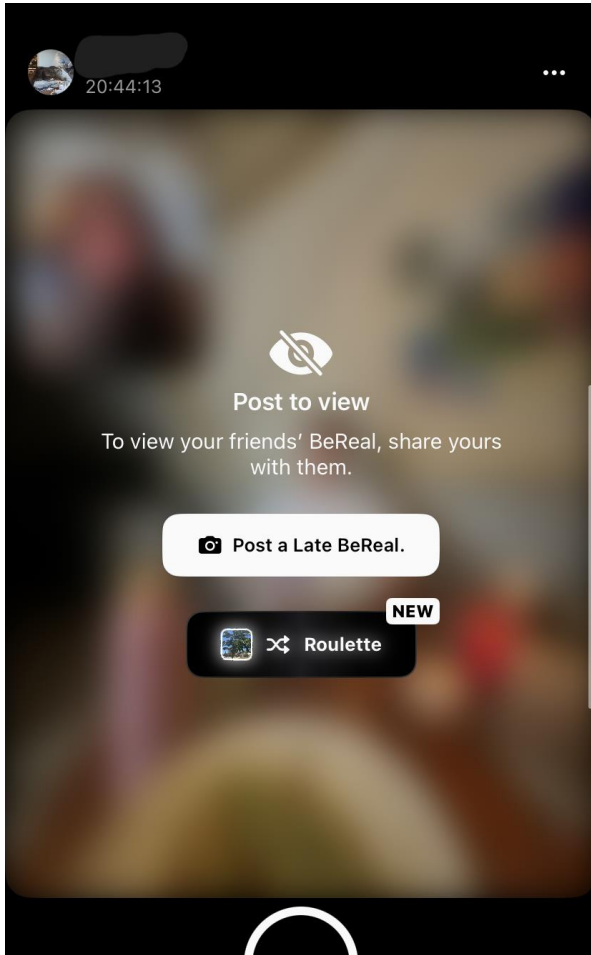 20:44:13
Post to view
To view your friends’ BeReal, share yours
with them.
Post a Late BeReal.
NEW
Roulette